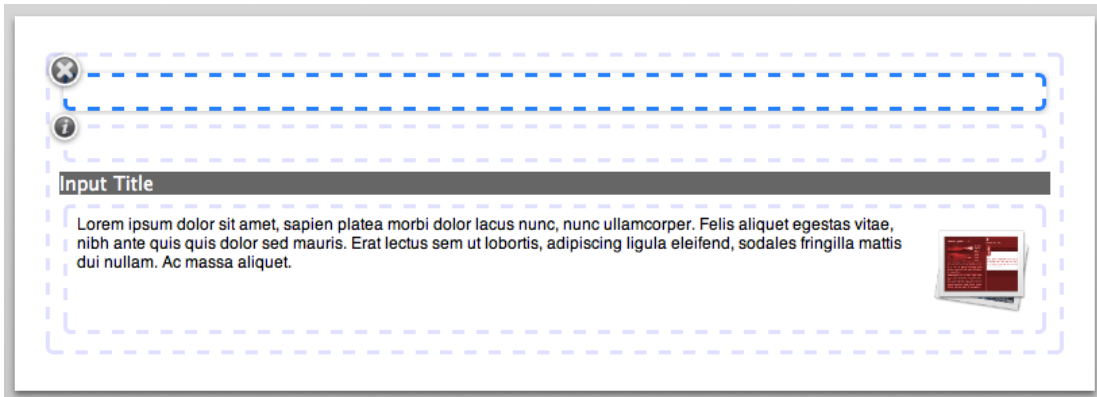 Input Title
Lorem ipsum dolor sit amet, sapien platea morbi dolor lacus nunc, nunc ullamcorper. Felis aliquet egestas vitae,
nibh ante quis quis dolor sed mauris. Erat lectus sem ut lobortis, adipiscing ligula eleifend, sodales fringilla mattis
dui nullam. Ac massa aliquet.